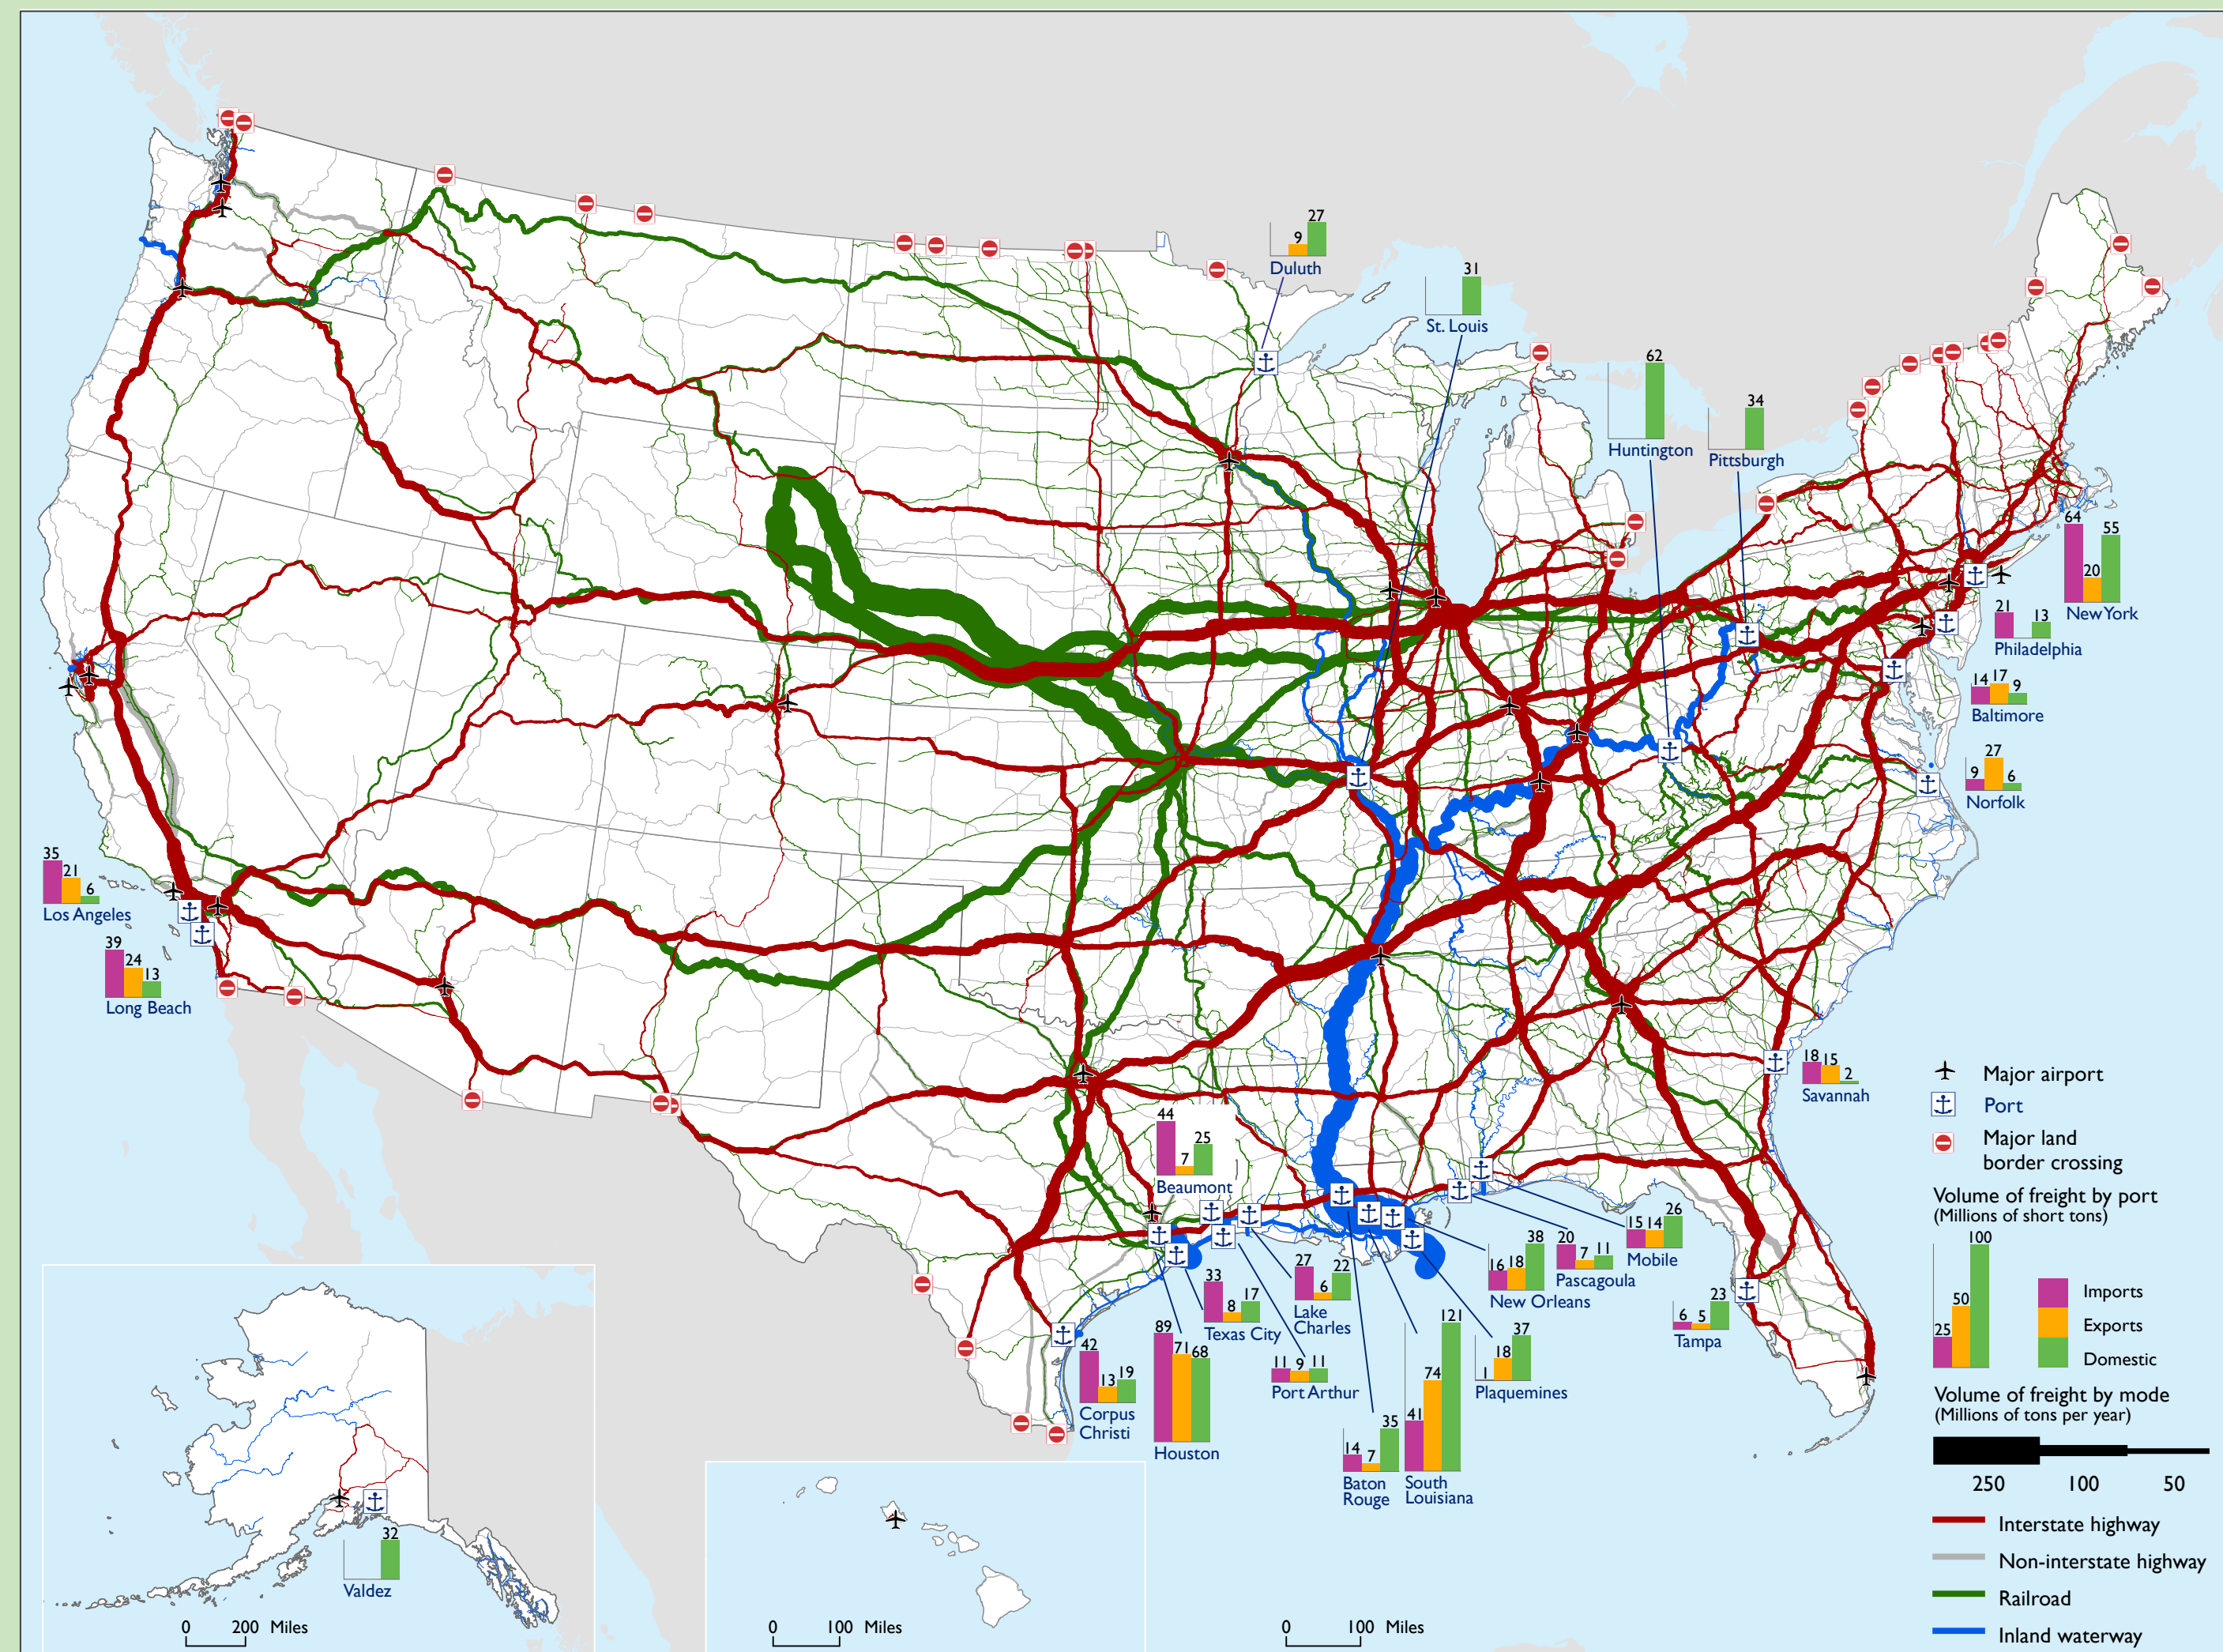 27
9
Duluth
31
St. Louis
62
Huntington
34
Pittsburgh
64
20
55
New York
21
13
Philadelphia
14
17
9
Baltimore
9
27
6
Norfolk
35
21
6
Los Angeles
39
24
13
Long Beach
18
15
2
Savannah
44
7
25
Beaumont
33
8
17
Texas City
27
6
22
Lake
Charles
16
18
38
New Orleans
20
7
11
Pascagoula
15
14
26
Mobile
6
5
23
Tampa
42
13
19
Corpus
Christi
89
71
68
Houston
11
9
11
Port Arthur
14
7
35
Baton
Rouge
41
74
121
South
Louisiana
1
18
37
Plaquemines
32
Valdez
0 200 Miles
0 100 Miles
0 100 Miles
Major airport
Port
Major land
border crossing
Volume of freight by port
(Millions of short tons)
25
50
100
Imports
Exports
Domestic
Volume of freight by mode
(Millions of tons per year)
250 100 50
Interstate highway
Non-interstate highway
Railroad
Inland waterway